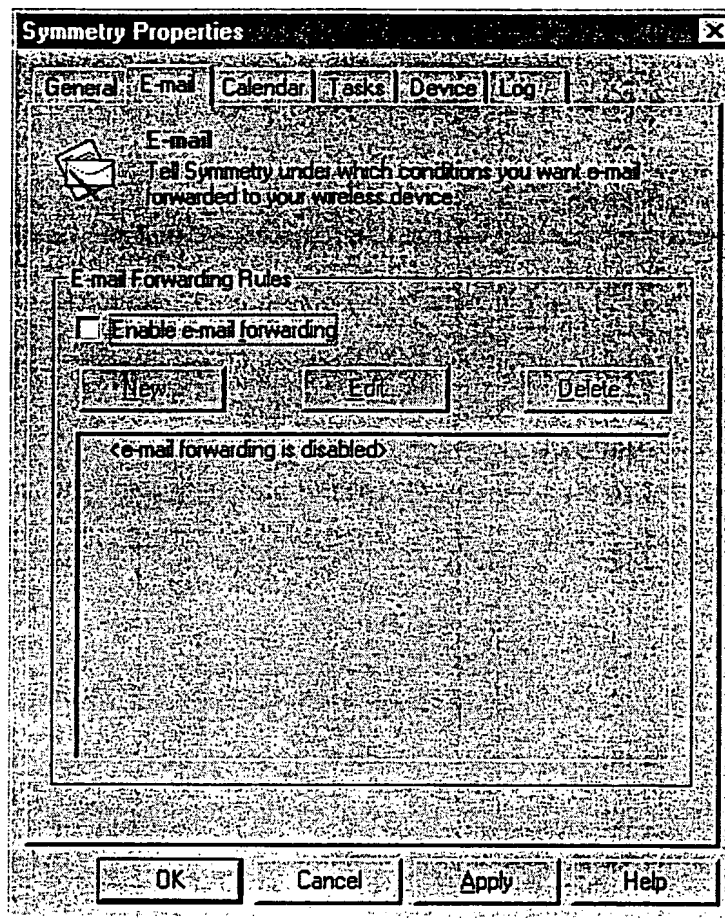 Symmetry Properties
General E-mail Calendar Tasks Device Log
E-mail
Tell Symmetry under which conditions you want e-mail
forwarded to your wireless device.
E-mail Forwarding Rules
Enable e-mail forwarding
New... Edit... Delete...
<e-mail forwarding is disabled>
OK Cancel Apply Help